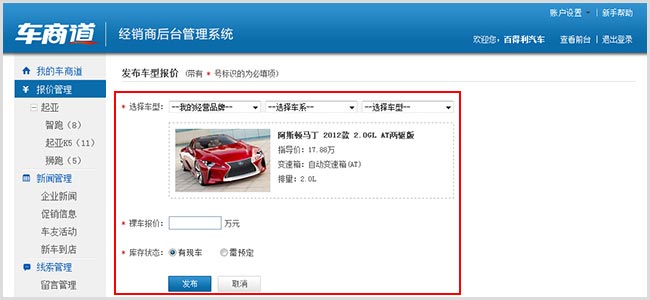 账户设置 | 新手帮助
车商道 | 经销商后台管理系统
欢迎您，百得利汽车 查看前台 | 退出登录
我的车商道
¥ 报价管理
起亚
智跑（8）
起亚K5（11）
狮跑（5）
新闻管理
企业新闻
促销信息
车友活动
新车到店
线索管理
留言管理
发布车型报价 (带有 * 号标识的为必填项)
* 选择车型： --我的经营品牌-- --选择车系-- --选择车型--
阿斯顿马丁 2012款 2.0GL AT两驱版
指导价：17.88万
变速箱：自动变速箱(AT)
排量：2.0L
* 裸车报价： 万元
* 库存状态： 有现车 需预定
发布 取消